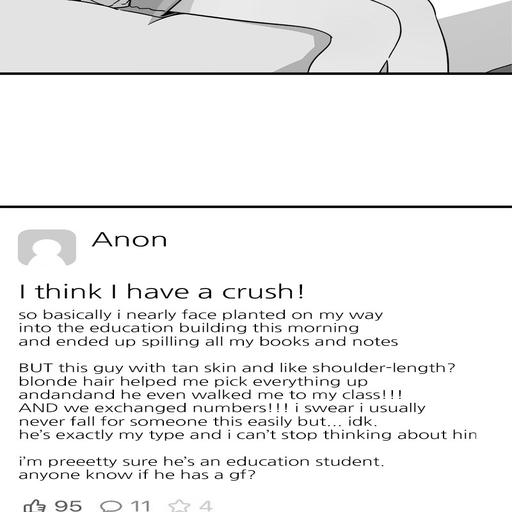 Anon
I think I have a crush!
so basically i nearly face planted on my way
into the education building this morning
and ended up spilling all my books and notes
BUT this guy with tan skin and like shoulder-length?
blonde hair helped me pick everything up
andandand he even walked me to my class!!!
AND we exchanged numbers!!! i swear i usually
never fall for someone this easily but... idk.
he's exactly my type and i can't stop thinking about him
i'm preeetty sure he's an education student.
anyone know if he has a gf?
95 11 4